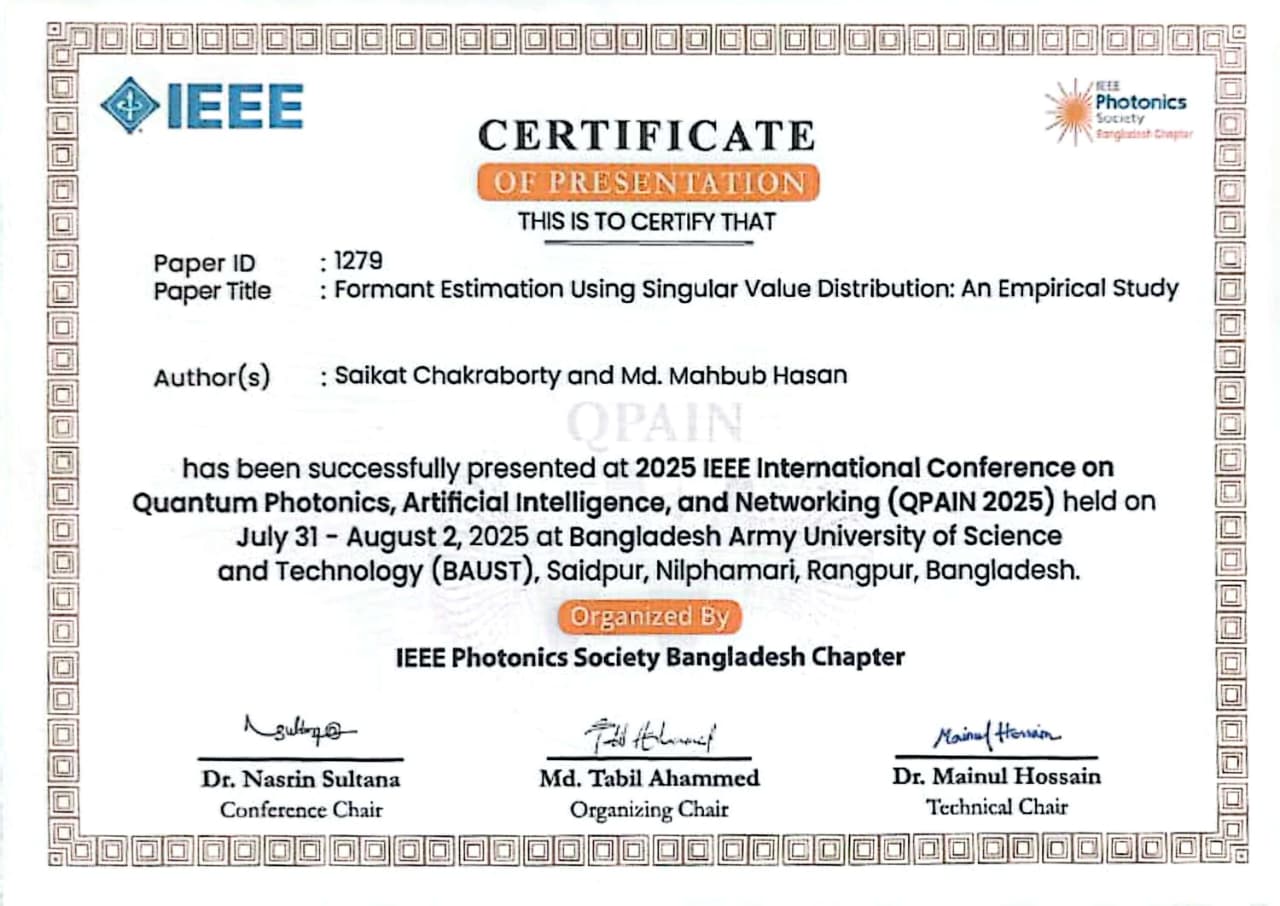 IEEE
IEEE
Photonics
Society
Bangladesh Chapter
CERTIFICATE
OF PRESENTATION
THIS IS TO CERTIFY THAT
Paper ID : 1279
Paper Title : Formant Estimation Using Singular Value Distribution: An Empirical Study
Author(s) : Saikat Chakraborty and Md. Mahbub Hasan
QPAIN
has been successfully presented at 2025 IEEE International Conference on
Quantum Photonics, Artificial Intelligence, and Networking (QPAIN 2025) held on
July 31 – August 2, 2025 at Bangladesh Army University of Science
and Technology (BAUST), Saidpur, Nilphamari, Rangpur, Bangladesh.
Organized By
IEEE Photonics Society Bangladesh Chapter
Mainul Hossain
Dr. Nasrin Sultana
Conference Chair
Md. Tabil Ahammed
Organizing Chair
Dr. Mainul Hossain
Technical Chair